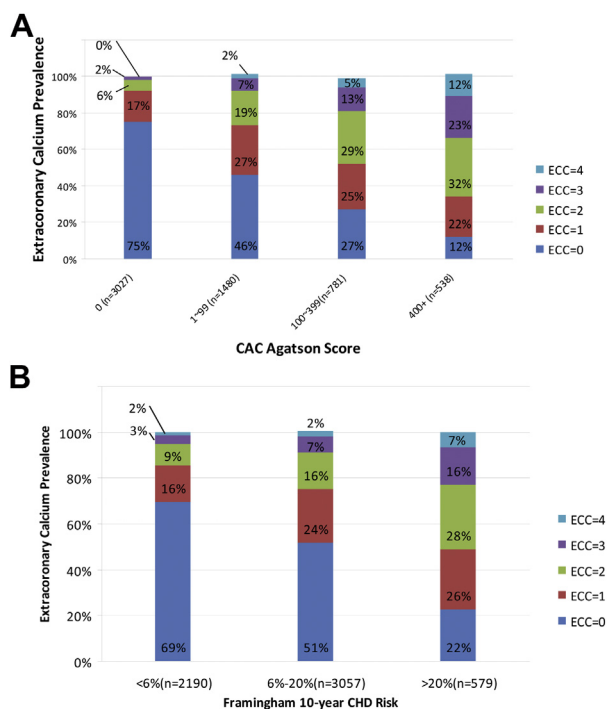 A
0%
2%
2%
100%
7%
5%
12%
6%
17%
19%
13%
23%
80%
27%
29%
32%
60%
40%
25%
22%
20%
75%
46%
27%
12%
0%
Extracoronary Calcium Prevalence
0 (n=3027)
1~99 (n=1480)
100~399(n=781)
400+ (n=538)
CAC Agatson Score
ECC=4
ECC=3
ECC=2
ECC=1
ECC=0
B
2%
2%
3%
100%
7%
7%
9%
16%
16%
80%
16%
24%
28%
60%
40%
26%
20%
69%
51%
22%
0%
Extracoronary Calcium Prevalence
<6%(n=2190)
6%-20%(n=3057)
>20%(n=579)
Framingham 10-year CHD Risk
ECC=4
ECC=3
ECC=2
ECC=1
ECC=0